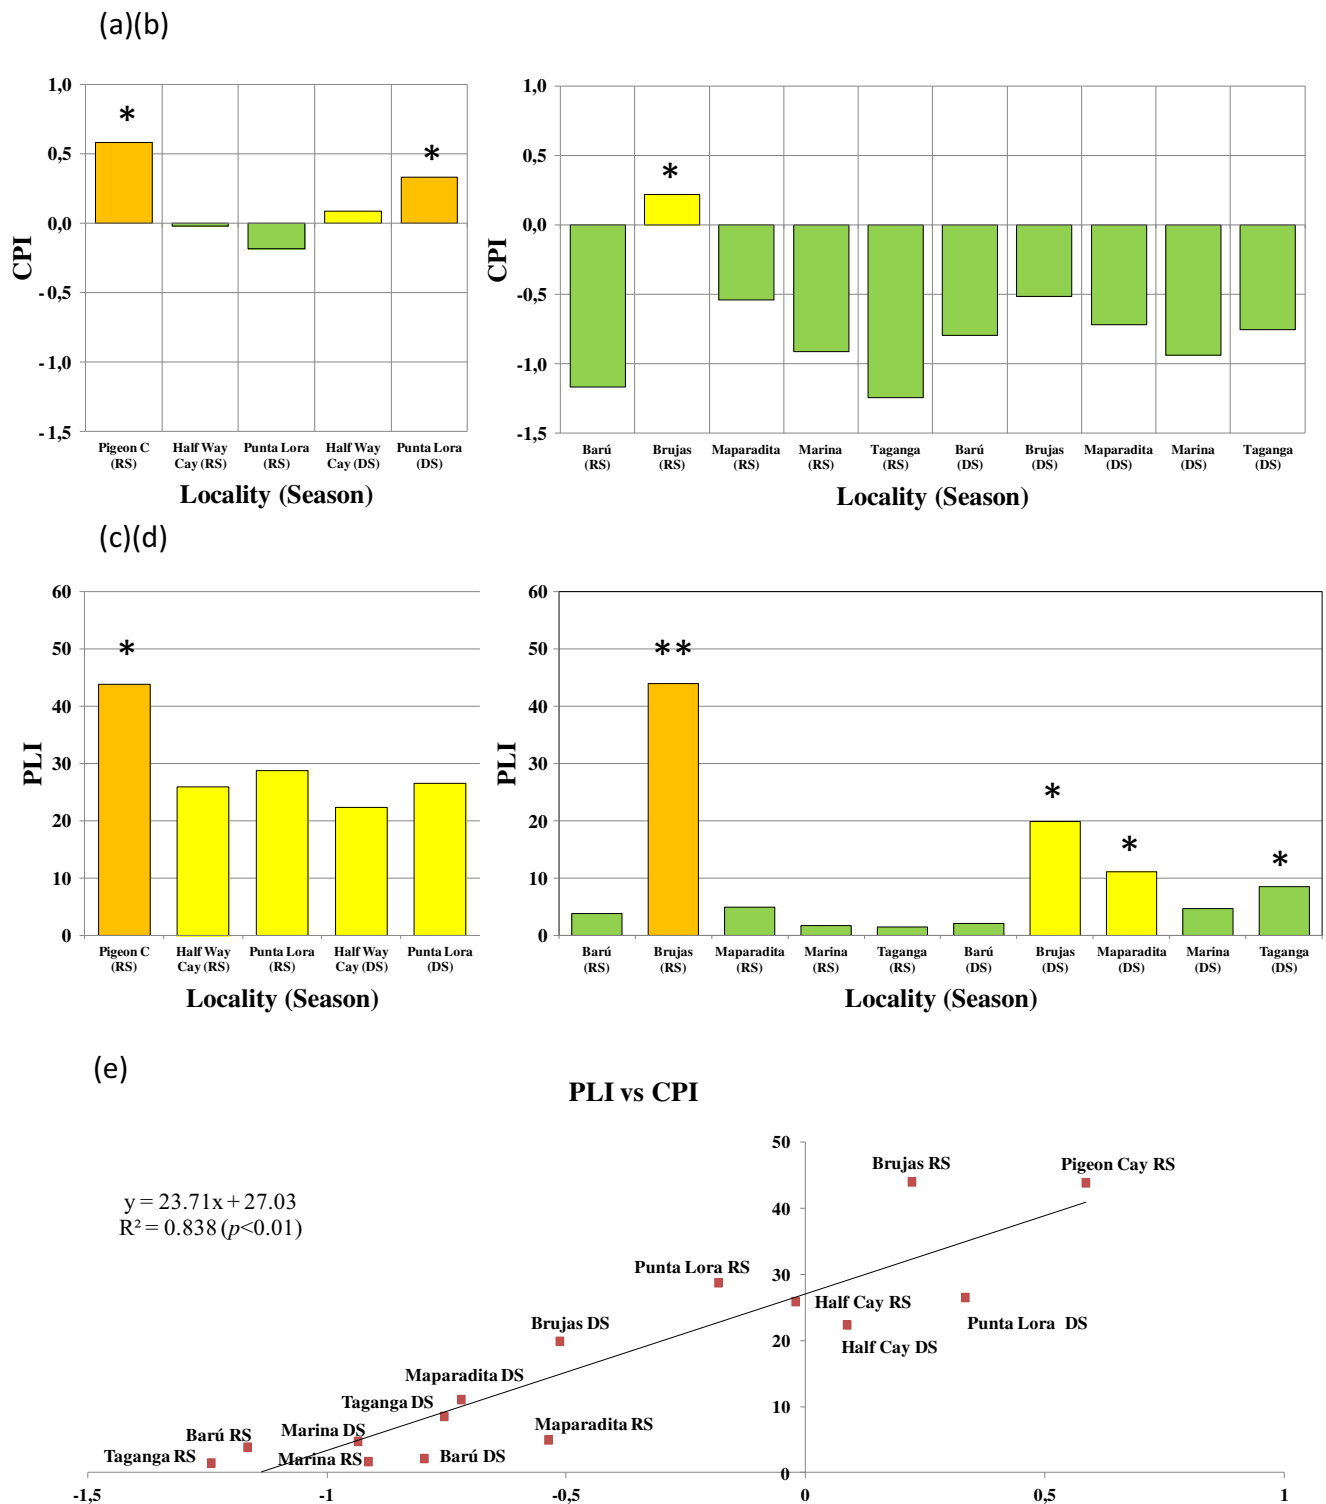 (a)(b)
1,0
0,5
0,0
-0,5
-1,0
-1,5
CPI
*
*
Pigeon C (RS)
Half Way Cay (RS)
Punta Lora (RS)
Half Way Cay (DS)
Punta Lora (DS)
Locality (Season)
1,0
0,5
0,0
-0,5
-1,0
-1,5
CPI
*
Barú (RS)
Brujas (RS)
Maparadita (RS)
Marina (RS)
Taganga (RS)
Barú (DS)
Brujas (DS)
Maparadita (DS)
Marina (DS)
Taganga (DS)
Locality (Season)
(c)(d)
60
50
40
30
20
10
0
PLI
*
Pigeon C (RS)
Half Way Cay (RS)
Punta Lora (RS)
Half Way Cay (DS)
Punta Lora (DS)
Locality (Season)
60
50
40
30
20
10
0
PLI
**
*
*
*
Barú (RS)
Brujas (RS)
Maparadita (RS)
Marina (RS)
Taganga (RS)
Barú (DS)
Brujas (DS)
Maparadita (DS)
Marina (DS)
Taganga (DS)
Locality (Season)
(e)
PLI vs CPI
y = 23.71x + 27.03
R² = 0.838 (p<0.01)
50
40
30
20
10
0
Brujas RS
Pigeon Cay RS
Punta Lora RS
Half Cay RS
Punta Lora DS
Half Cay DS
Brujas DS
Maparadita DS
Taganga DS
Maparadita RS
Barú RS
Marina DS
Taganga RS
Marina RS
Barú DS
-1,5
-1
-0,5
0
0,5
1